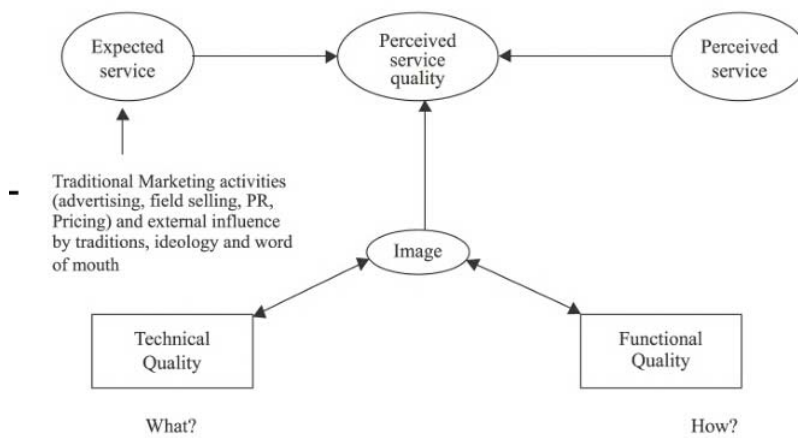 Expected
service
Perceived
service
quality
Perceived
service
-
Traditional Marketing activities
(advertising, field selling, PR,
Pricing) and external influence
by traditions, ideology and word
of mouth
Image
Technical
Quality
Functional
Quality
What?
How?